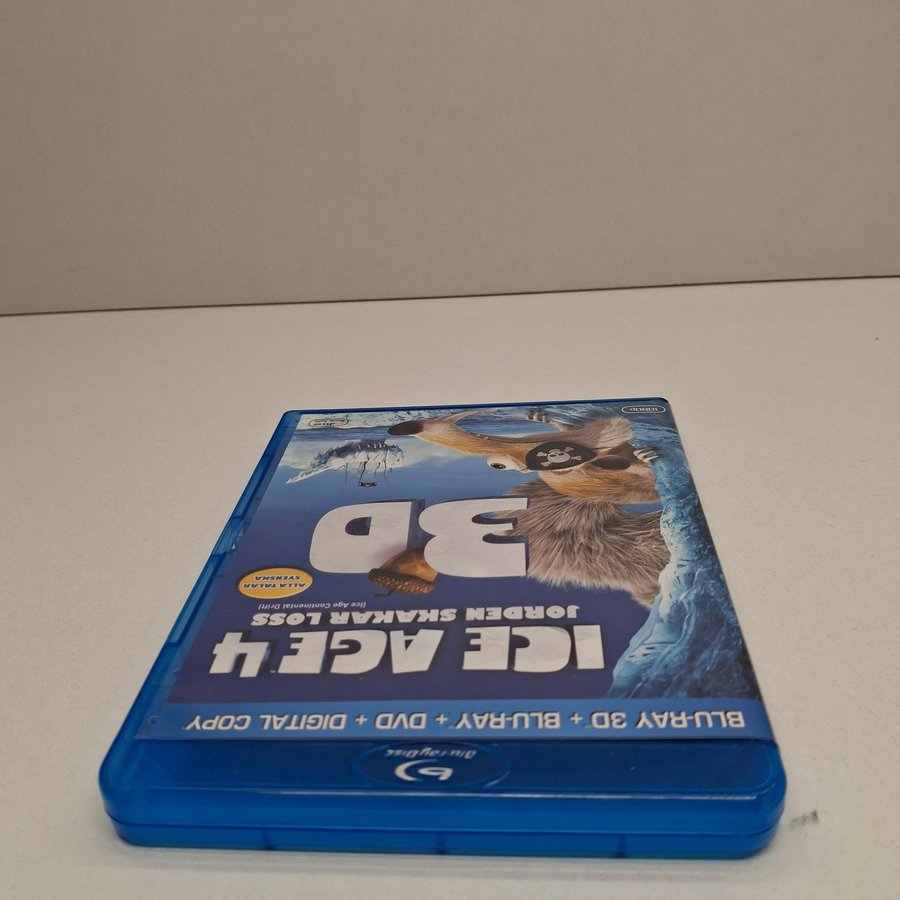 Blu-ray Disc
BLU-RAY 3D + BLU-RAY + DVD + DIGITAL COPY
ICE AGE 4
JORDEN SKAKAR LOSS
(Ice Age Continental Drift)
ALLA TALAR
SVENSKA
3D
1080p